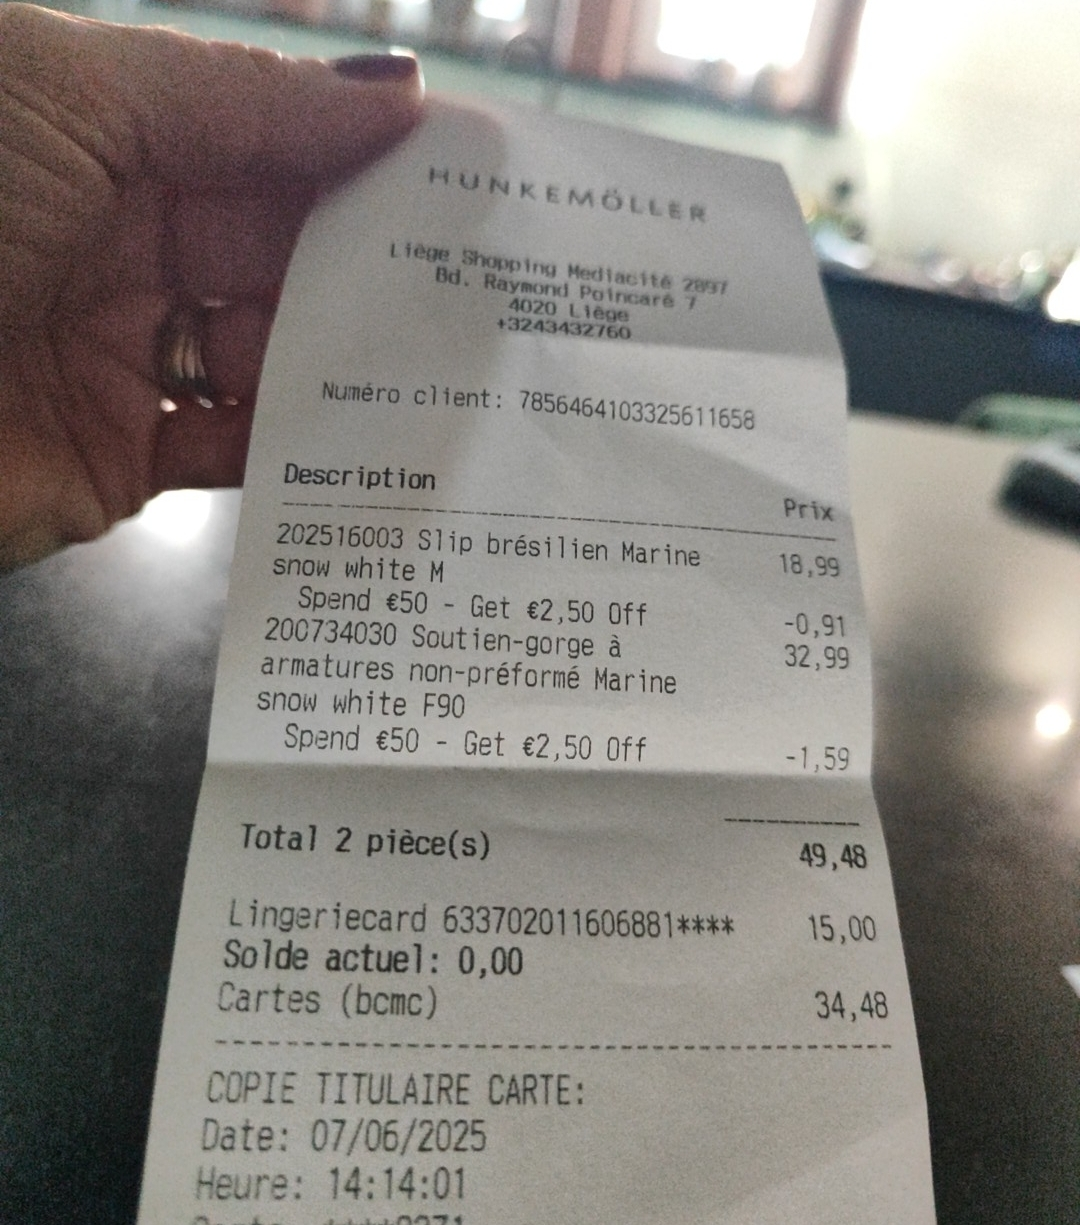 HUNKEMÖLLER
Liège Shopping Mediacité 2897
Bd. Raymond Poincaré 7
4020 Liège
+3243432760
Numéro client: 7856464103325611658
Description Prix
202516003 Slip brésilien Marine 18,99
snow white M
Spend €50 - Get €2,50 Off -0,91
200734030 Soutien-gorge à 32,99
armatures non-préformé Marine
snow white F90
Spend €50 - Get €2,50 Off -1,59
Total 2 pièce(s) 49,48
Lingeriecard 633702011606881**** 15,00
Solde actuel: 0,00
Cartes (bcmc) 34,48
COPIE TITULAIRE CARTE:
Date: 07/06/2025
Heure: 14:14:01